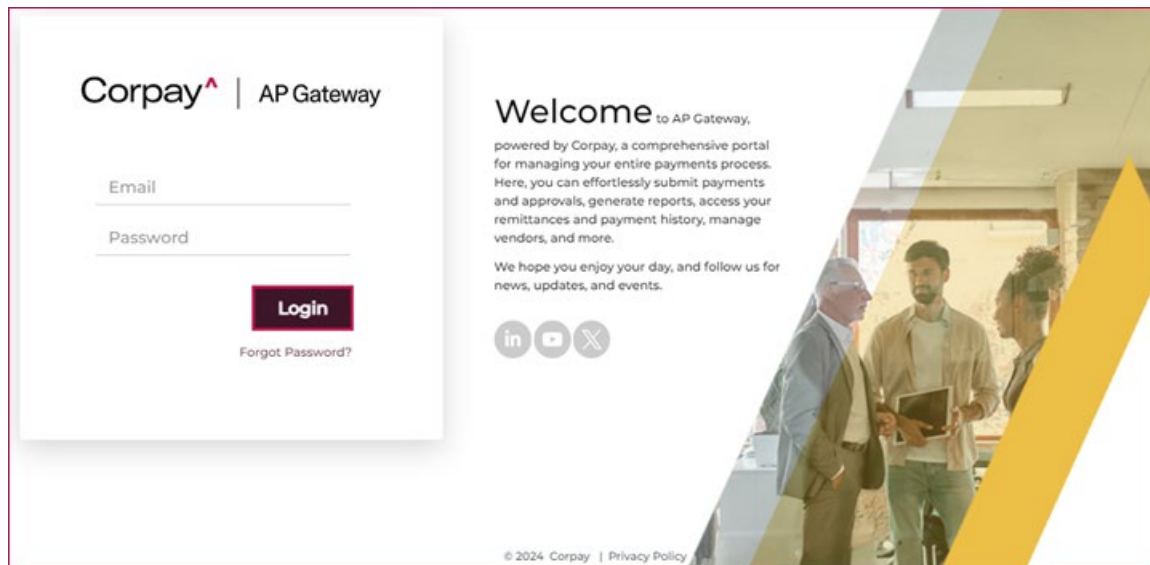 Corpay^ | AP Gateway
Email
Password
Login
Forgot Password?
Welcome to AP Gateway,
powered by Corpay, a comprehensive portal
for managing your entire payments process.
Here, you can effortlessly submit payments
and approvals, generate reports, access your
remittances and payment history, manage
vendors, and more.
We hope you enjoy your day, and follow us for
news, updates, and events.
in X
© 2024 Corpay | Privacy Policy